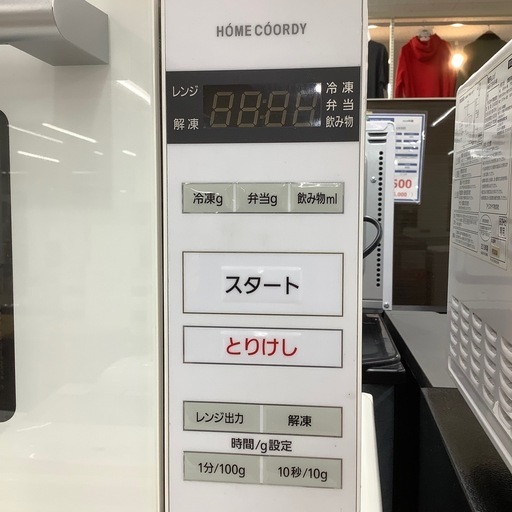 HOME COORDY
レンジ
解凍
冷凍
弁当
飲み物
冷凍g 弁当g 飲み物ml
スタート
とりけし
レンジ出力 解凍
時間/g設定
1分/100g 10秒/10g